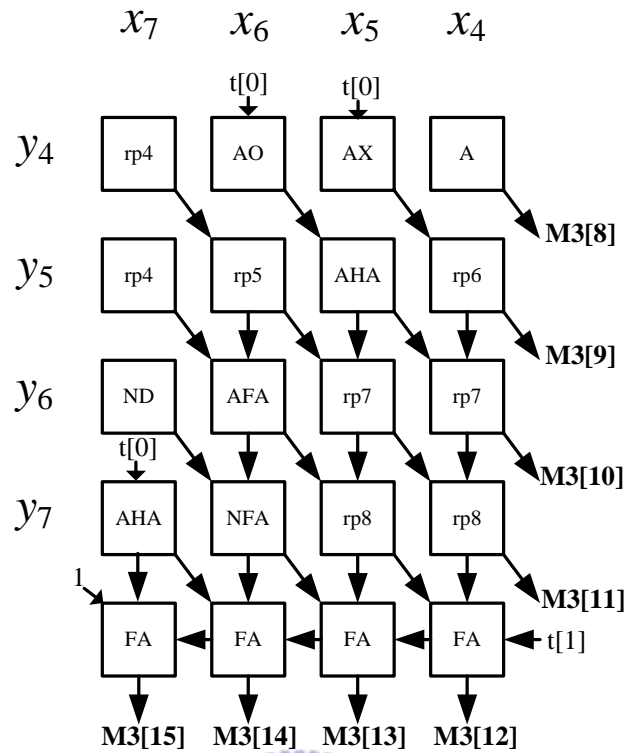 x7 x6 x5 x4
t[0] t[0]
y4 rp4 AO AX A
M3[8]
y5 rp4 rp5 AHA rp6
M3[9]
y6 ND AFA rp7 rp7
t[0]
M3[10]
y7 AHA NFA rp8 rp8
1
M3[11]
FA FA FA FA t[1]
M3[15] M3[14] M3[13] M3[12]